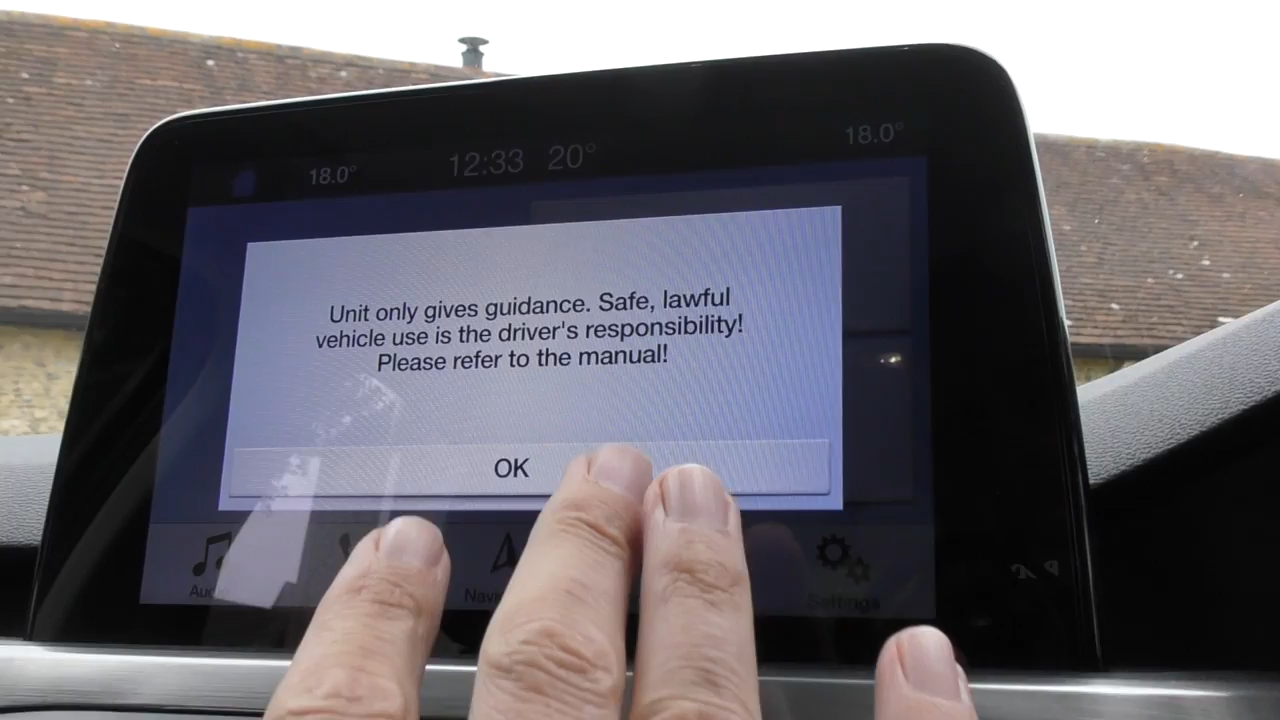 18.0° 12:33 20° 18.0°
Unit only gives guidance. Safe, lawful
vehicle use is the driver's responsibility!
Please refer to the manual!
OK
Settings